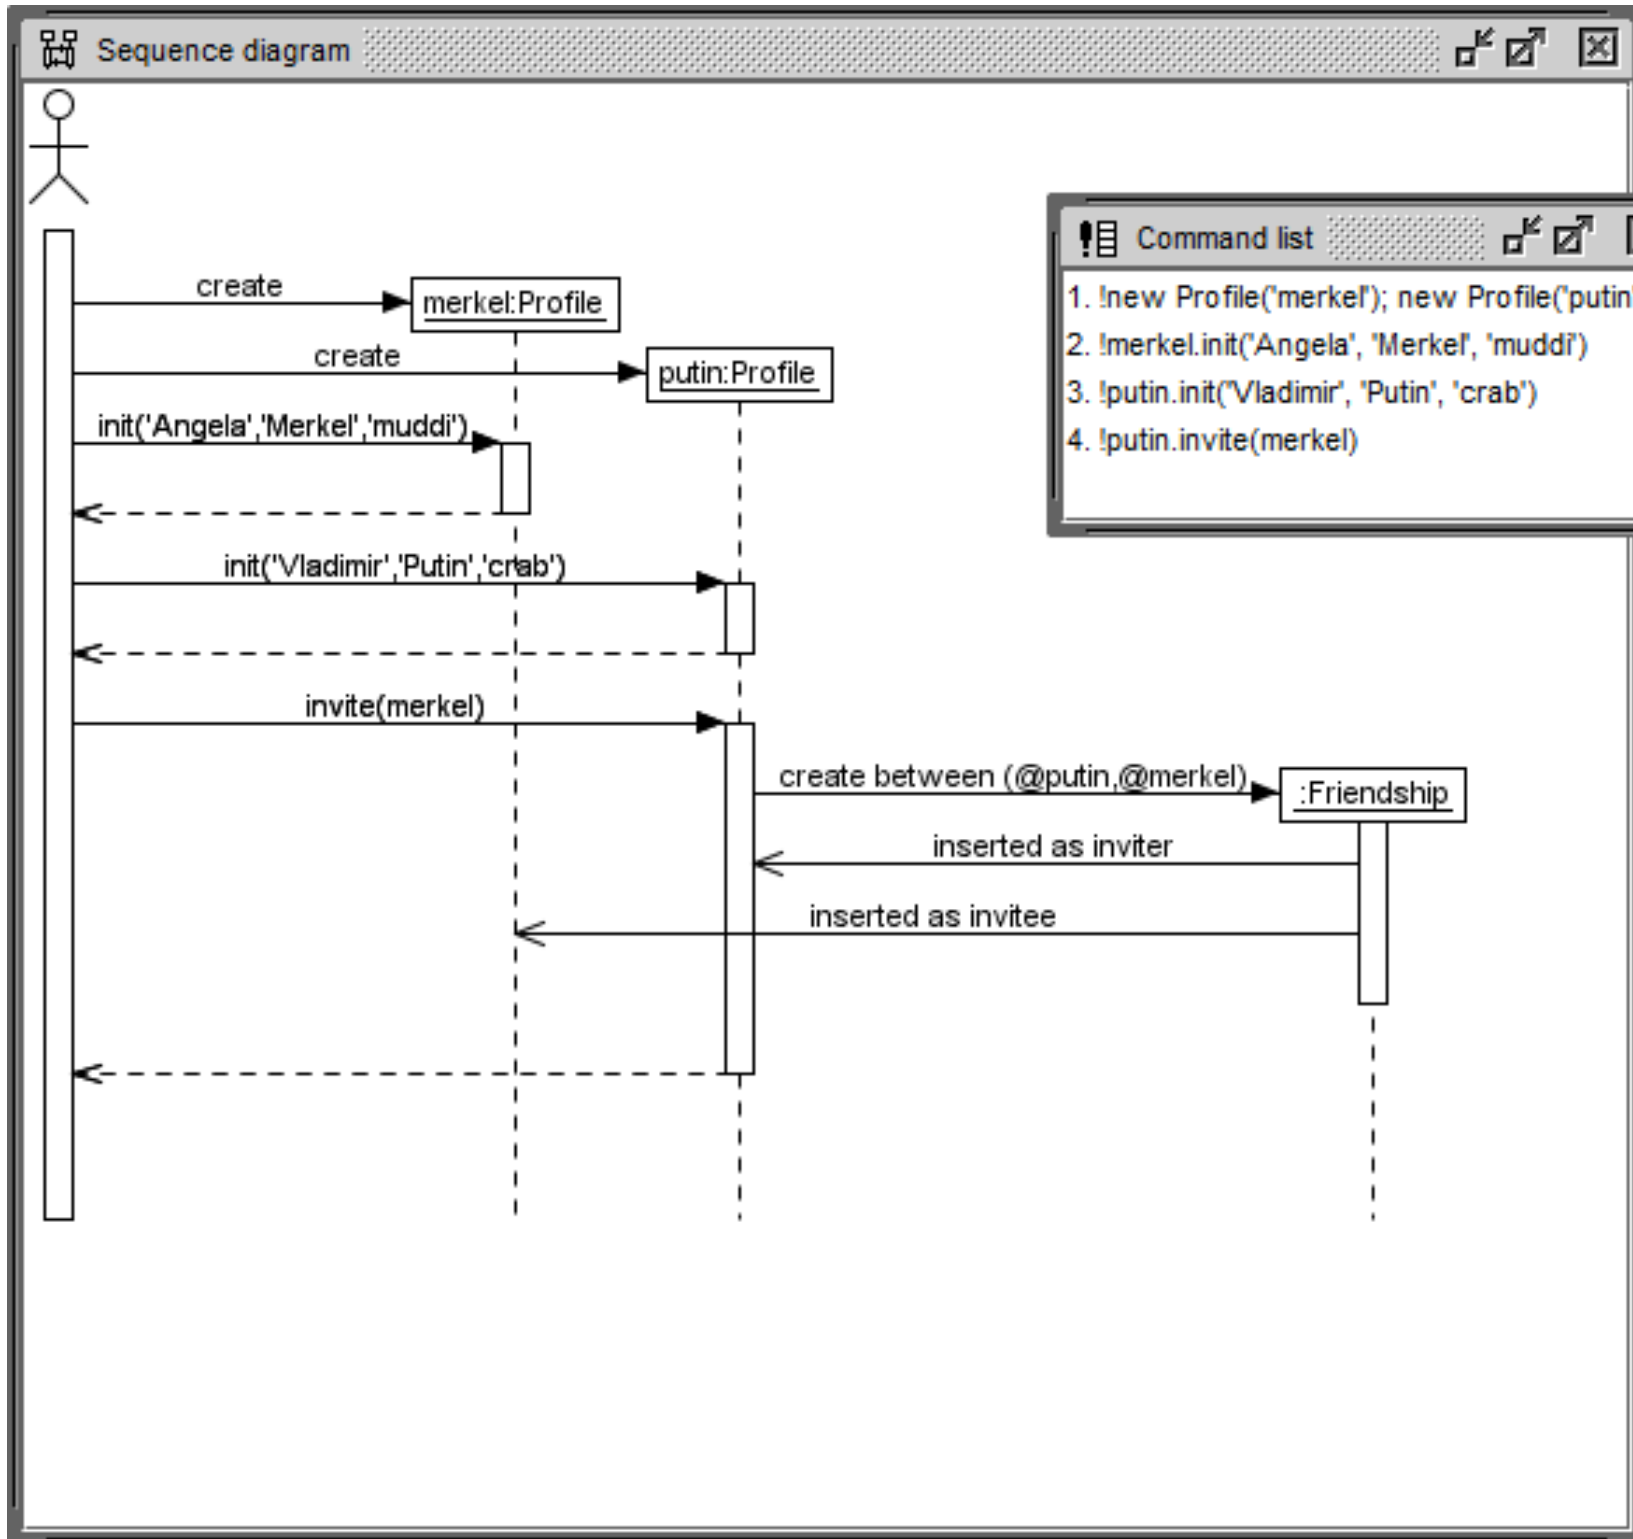 Sequence diagram
Command list
1. !new Profile('merkel'); new Profile('putin'
2. !merkel.init('Angela', 'Merkel', 'muddi')
3. !putin.init('Vladimir', 'Putin', 'crab')
4. !putin.invite(merkel)
create
merkel:Profile
create
putin:Profile
init('Angela','Merkel','muddi')
init('Vladimir','Putin','crab')
invite(merkel)
create between (@putin,@merkel)
:Friendship
inserted as inviter
inserted as invitee